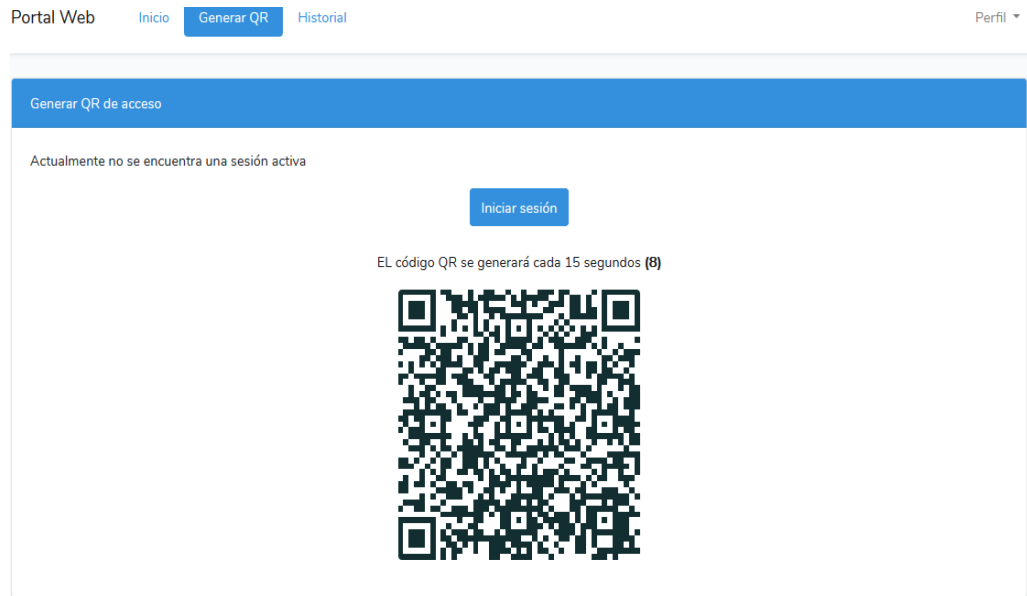 Portal Web Inicio Generar QR Historial Perfil
Generar QR de acceso
Actualmente no se encuentra una sesión activa
Iniciar sesión
EL código QR se generará cada 15 segundos (8)